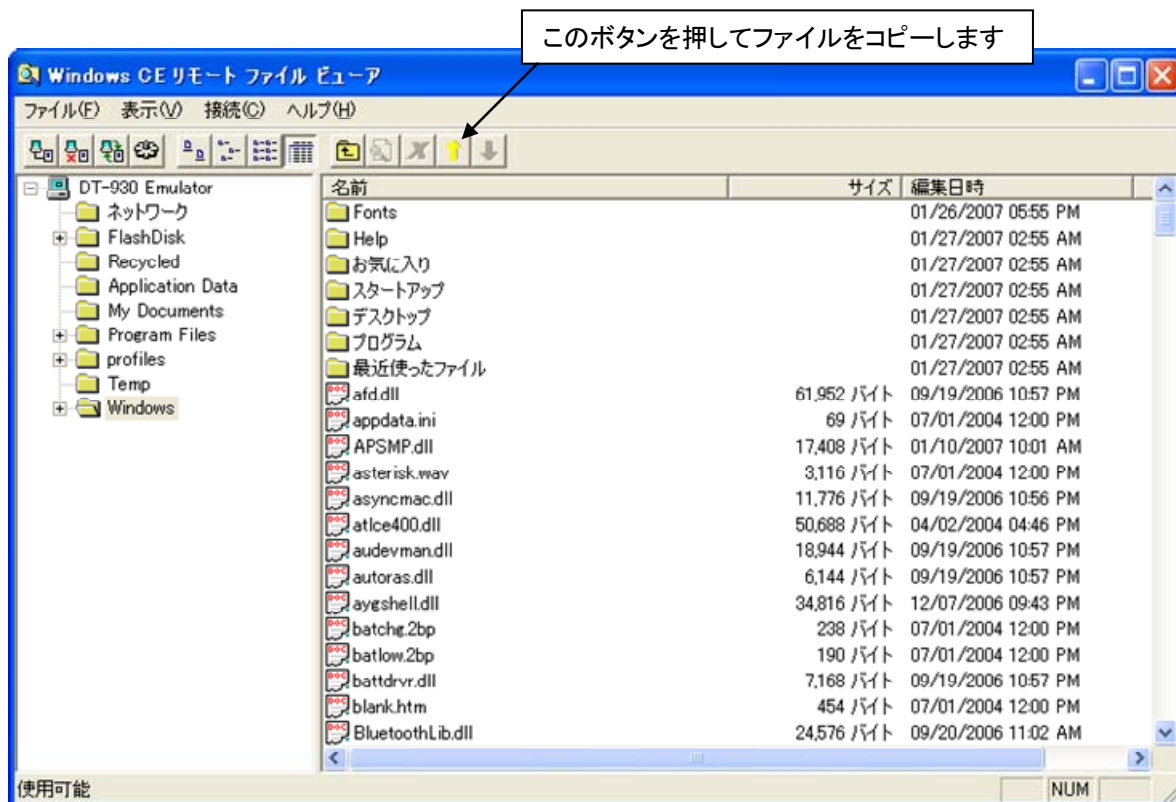 このボタンを押してファイルをコピーします
Windows CE リモート ファイル ビューア
ファイル(F) 表示(V) 接続(C) ヘルプ(H)
DT-930 Emulator
ネットワーク
FlashDisk
Recycled
Application Data
My Documents
Program Files
profiles
Temp
Windows
名前 サイズ 編集日時
Fonts 01/26/2007 05:55 PM
Help 01/27/2007 02:55 AM
お気に入り 01/27/2007 02:55 AM
スタートアップ 01/27/2007 02:55 AM
デスクトップ 01/27/2007 02:55 AM
プログラム 01/27/2007 02:55 AM
最近使ったファイル 01/27/2007 02:55 AM
afd.dll 61,952 バイト 09/19/2006 10:57 PM
appdata.ini 69 バイト 07/01/2004 12:00 PM
APSMP.dll 17,408 バイト 01/10/2007 10:01 AM
asterisk.wav 3,116 バイト 07/01/2004 12:00 PM
asyncmac.dll 11,776 バイト 09/19/2006 10:56 PM
atlce400.dll 50,688 バイト 04/02/2004 04:46 PM
audevman.dll 18,944 バイト 09/19/2006 10:57 PM
autoras.dll 6,144 バイト 09/19/2006 10:57 PM
aygshell.dll 34,816 バイト 12/07/2006 09:43 PM
batchg.2bp 238 バイト 07/01/2004 12:00 PM
batlow.2bp 190 バイト 07/01/2004 12:00 PM
battdrvr.dll 7,168 バイト 09/19/2006 10:57 PM
blank.htm 454 バイト 07/01/2004 12:00 PM
BluetoothLib.dll 24,576 バイト 09/20/2006 11:02 AM
使用可能 NUM